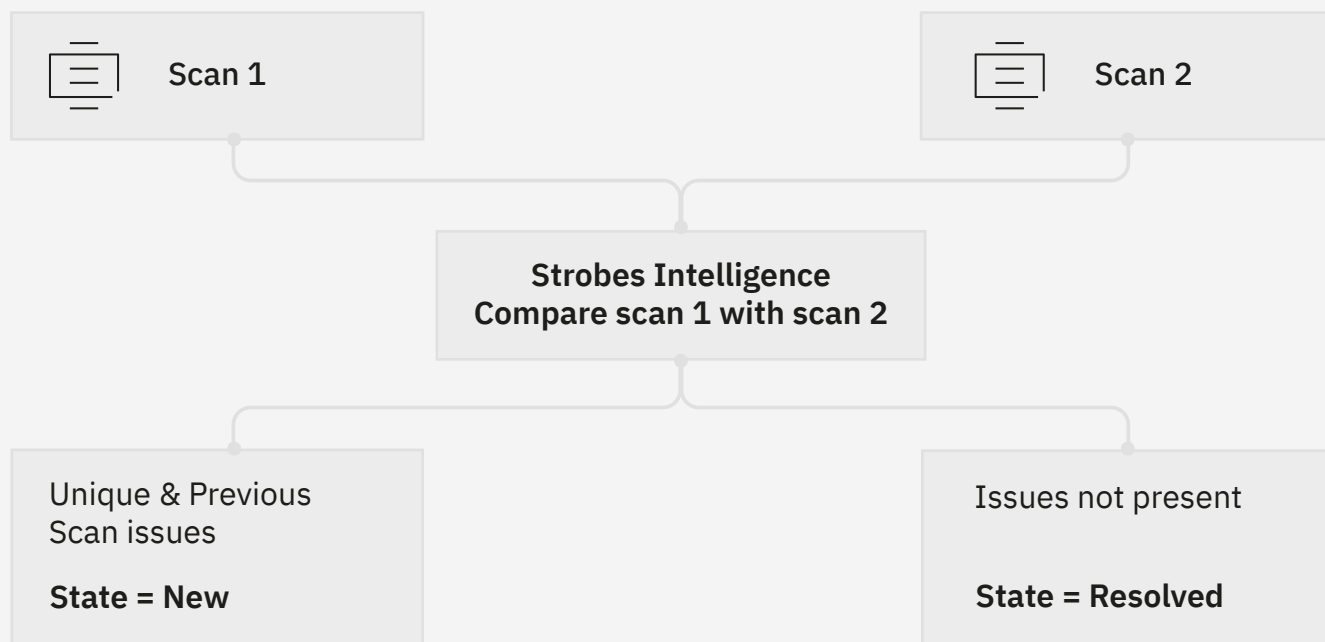 Scan 1
Scan 2
Strobes Intelligence
Compare scan 1 with scan 2
Unique & Previous
Scan issues
State = New
Issues not present
State = Resolved